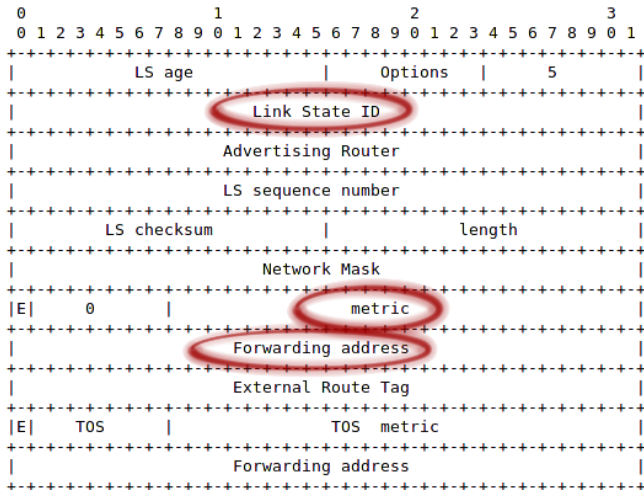 0 1 2 3
0 1 2 3 4 5 6 7 8 9 0 1 2 3 4 5 6 7 8 9 0 1 2 3 4 5 6 7 8 9 0 1
+-+-+-+-+-+-+-+-+-+-+-+-+-+-+-+-+-+-+-+-+-+-+-+-+-+-+-+-+-+-+-+-+
| LS age | Options | 5 |
+-+-+-+-+-+-+-+-+-+-+-+-+-+-+-+-+-+-+-+-+-+-+-+-+-+-+-+-+-+-+-+-+
| Link State ID |
+-+-+-+-+-+-+-+-+-+-+-+-+-+-+-+-+-+-+-+-+-+-+-+-+-+-+-+-+-+-+-+-+
| Advertising Router |
+-+-+-+-+-+-+-+-+-+-+-+-+-+-+-+-+-+-+-+-+-+-+-+-+-+-+-+-+-+-+-+-+
| LS sequence number |
+-+-+-+-+-+-+-+-+-+-+-+-+-+-+-+-+-+-+-+-+-+-+-+-+-+-+-+-+-+-+-+-+
| LS checksum | length |
+-+-+-+-+-+-+-+-+-+-+-+-+-+-+-+-+-+-+-+-+-+-+-+-+-+-+-+-+-+-+-+-+
| Network Mask |
+-+-+-+-+-+-+-+-+-+-+-+-+-+-+-+-+-+-+-+-+-+-+-+-+-+-+-+-+-+-+-+-+
|E| 0 | metric |
+-+-+-+-+-+-+-+-+-+-+-+-+-+-+-+-+-+-+-+-+-+-+-+-+-+-+-+-+-+-+-+-+
| Forwarding address |
+-+-+-+-+-+-+-+-+-+-+-+-+-+-+-+-+-+-+-+-+-+-+-+-+-+-+-+-+-+-+-+-+
| External Route Tag |
+-+-+-+-+-+-+-+-+-+-+-+-+-+-+-+-+-+-+-+-+-+-+-+-+-+-+-+-+-+-+-+-+
|E| TOS | TOS metric |
+-+-+-+-+-+-+-+-+-+-+-+-+-+-+-+-+-+-+-+-+-+-+-+-+-+-+-+-+-+-+-+-+
| Forwarding address |
+-+-+-+-+-+-+-+-+-+-+-+-+-+-+-+-+-+-+-+-+-+-+-+-+-+-+-+-+-+-+-+-+